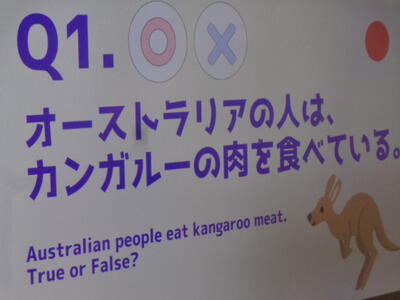 Q1. ○ ×
オーストラリアの人は、
カンガルーの肉を食べている。
Australian people eat kangaroo meat.
True or False?